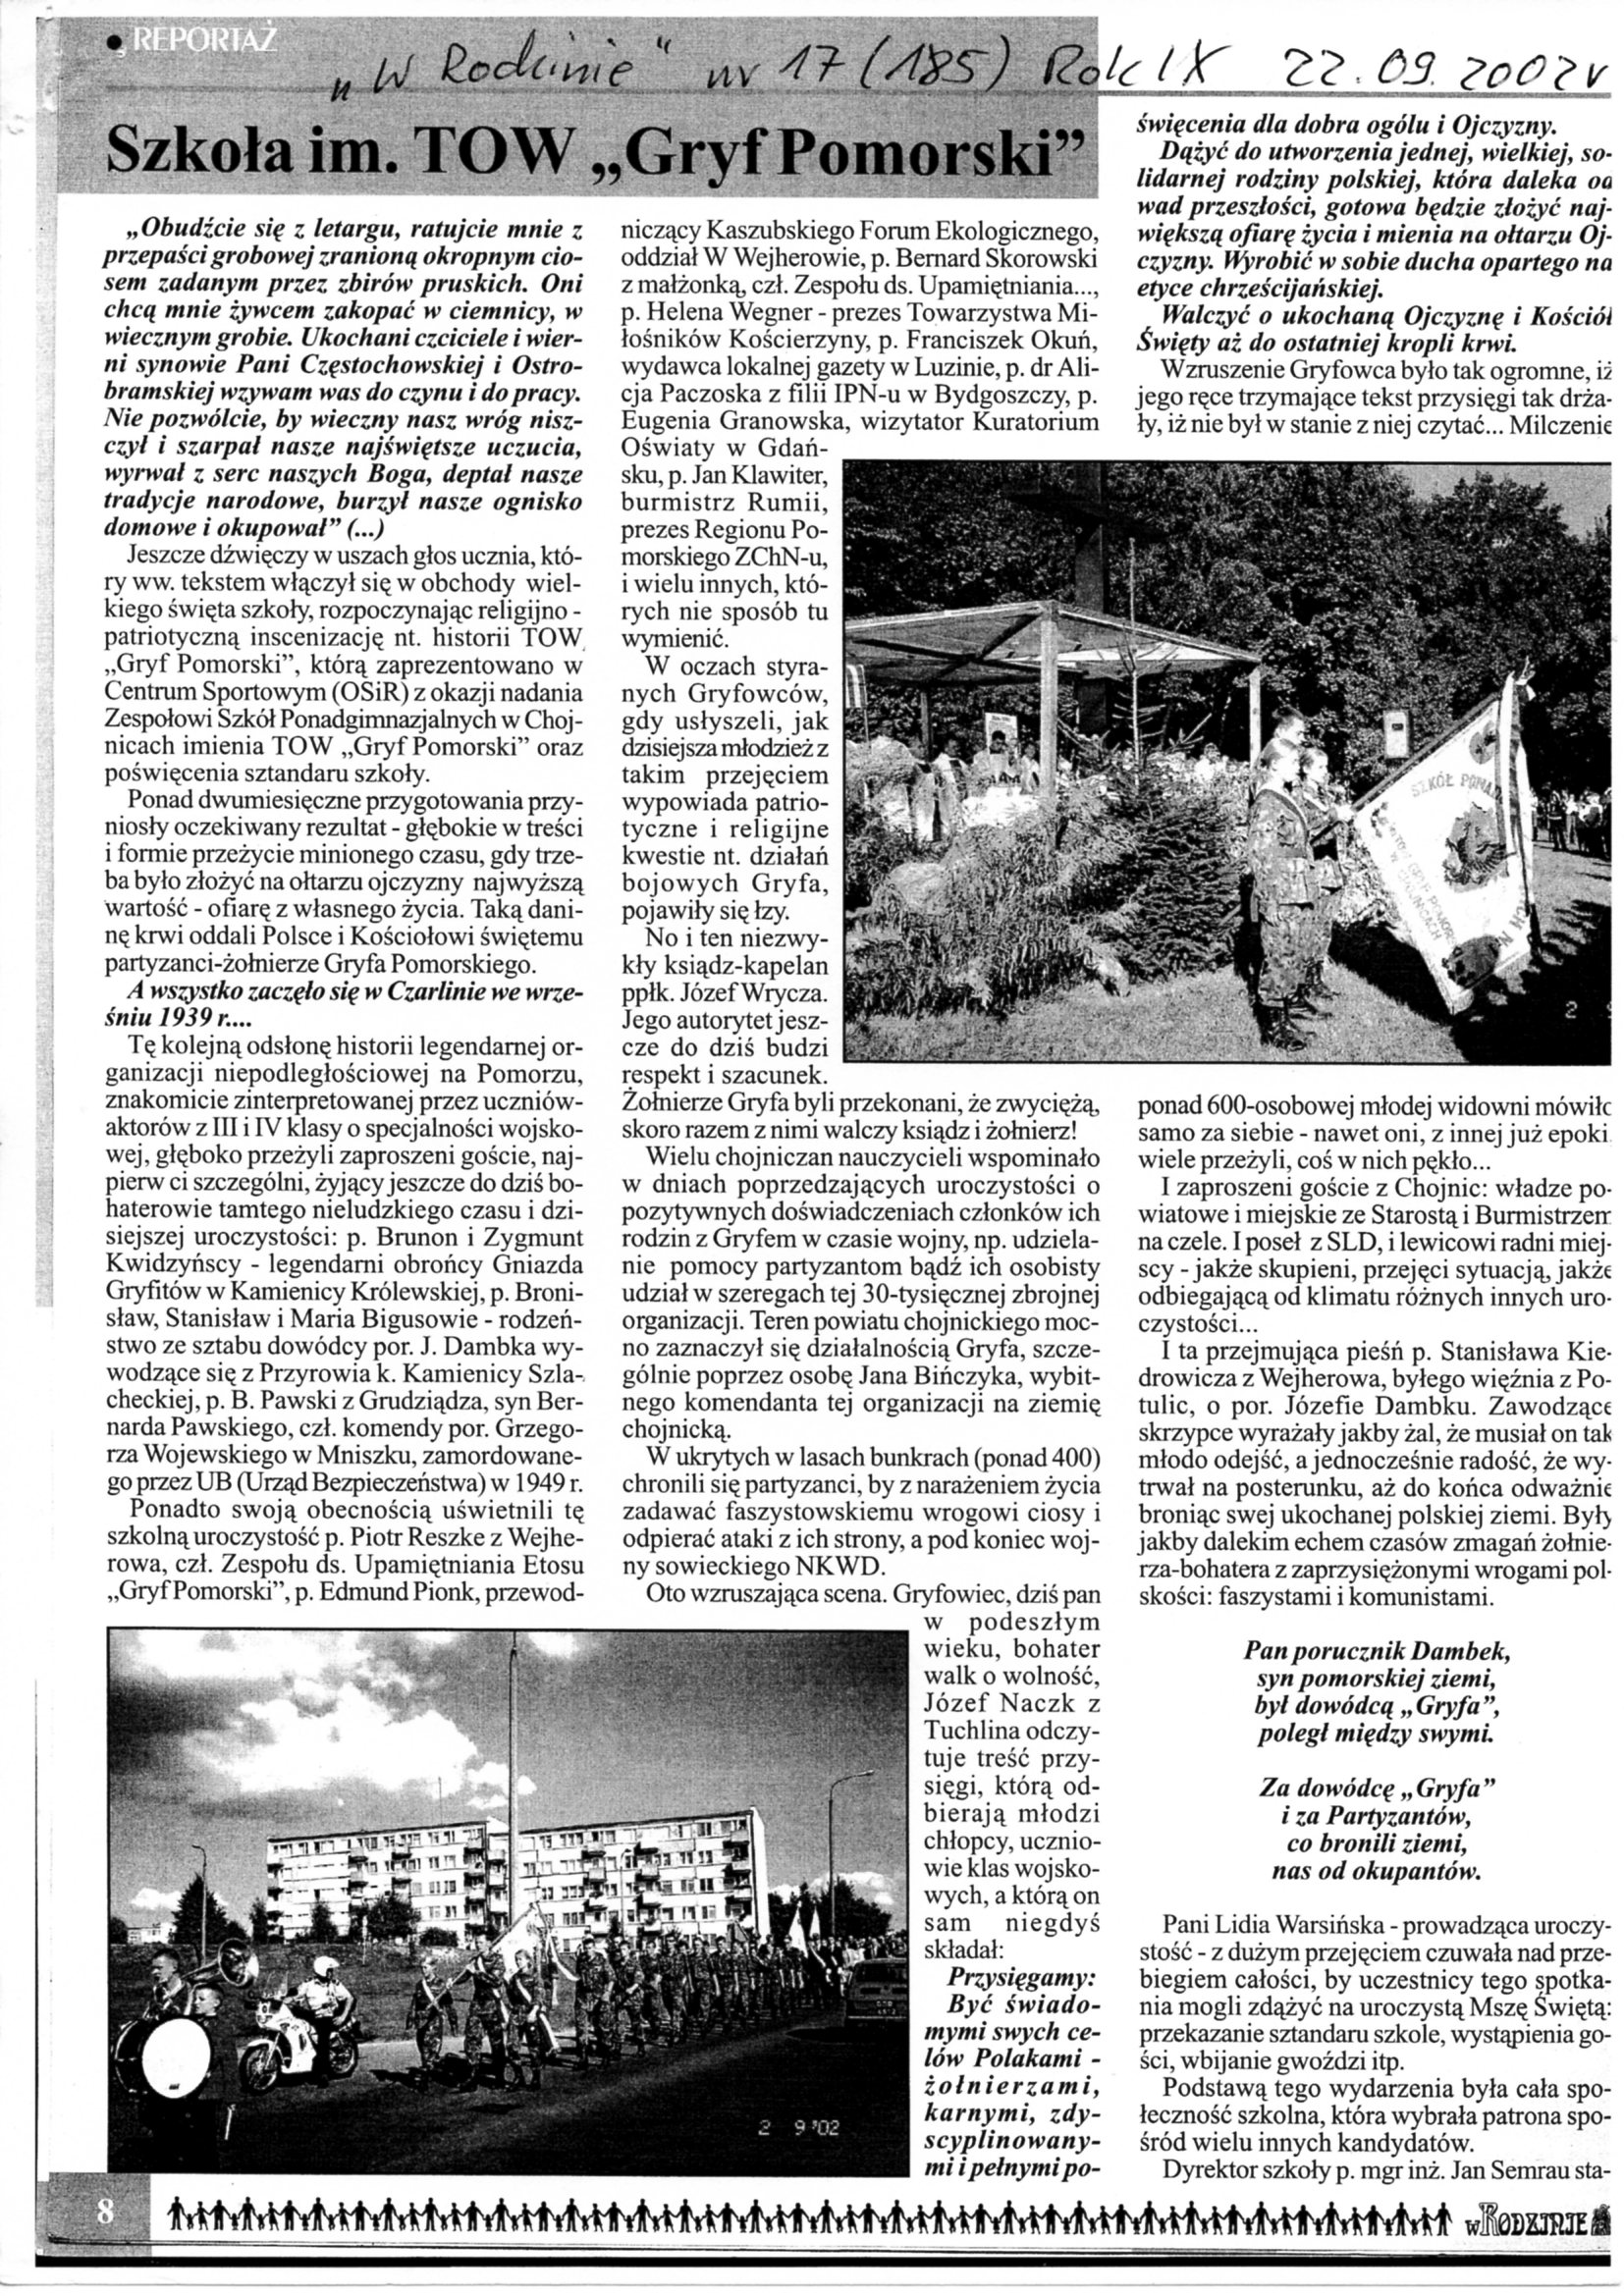 REPORTAŻ
„W Rodzinie" nr 17 (185) Rok IX 22.09.2002 r
Szkoła im. TOW „Gryf Pomorski”
„Obudźcie się z letargu, ratujcie mnie z
przepaści grobowej zranioną okropnym cio-
sem zadanym przez zbirów pruskich. Oni
chcą mnie żywcem zakopać w ciemnicy, w
wiecznym grobie. Ukochani czciciele i wier-
ni synowie Pani Częstochowskiej i Ostro-
bramskiej wzywam was do czynu i do pracy.
Nie pozwólcie, by wieczny nasz wróg nisz-
czył i szarpał nasze najświętsze uczucia,
wyrwał z serc naszych Boga, deptał nasze
tradycje narodowe, burzył nasze ognisko
domowe i okupował” (...)
Jeszcze dźwięczy w uszach głos ucznia, któ-
ry ww. tekstem włączył się w obchody wiel-
kiego święta szkoły, rozpoczynając religijno -
patriotyczną inscenizację nt. historii TOW
„Gryf Pomorski”, którą zaprezentowano w
Centrum Sportowym (OSiR) z okazji nadania
Zespołowi Szkół Ponadgimnazjalnych w Choj-
nicach imienia TOW „Gryf Pomorski” oraz
poświęcenia sztandaru szkoły.
Ponad dwumiesięczne przygotowania przy-
niosły oczekiwany rezultat - głębokie w treści
i formie przeżycie minionego czasu, gdy trze-
ba było złożyć na ołtarzu ojczyzny najwyższą
wartość - ofiarę z własnego życia. Taką dani-
nę krwi oddali Polsce i Kościołowi świętemu
partyzanci-żołnierze Gryfa Pomorskiego.
A wszystko zaczęło się w Czarlinie we wrze-
śniu 1939 r....
Tę kolejną odsłonę historii legendarnej or-
ganizacji niepodległościowej na Pomorzu,
znakomicie zinterpretowanej przez uczniów-
aktorów z III i IV klasy o specjalności wojsko-
wej, głęboko przeżyli zaproszeni goście, naj-
pierw ci szczególni, żyjący jeszcze do dziś bo-
haterowie tamtego nieludzkiego czasu i dzi-
siejszej uroczystości: p. Brunon i Zygmunt
Kwidzyńscy - legendarni obrońcy Gniazda
Gryfitów w Kamienicy Królewskiej, p. Broni-
sław, Stanisław i Maria Bigusowie - rodzeń-
stwo ze sztabu dowódcy por. J. Dambka wy-
wodzące się z Przyrowia k. Kamienicy Szla-
checkiej, p. B. Pawski z Grudziądza, syn Ber-
narda Pawskiego, czł. komendy por. Grzego-
rza Wojewskiego w Mniszku, zamordowane-
go przez UB (Urząd Bezpieczeństwa) w 1949 r.
Ponadto swoją obecnością uświetnili tę
szkolną uroczystość p. Piotr Reszke z Wejhe-
rowa, czł. Zespołu ds. Upamiętniania Etosu
„Gryf Pomorski”, p. Edmund Pionk, przewod-
niczący Kaszubskiego Forum Ekologicznego,
oddział W Wejherowie, p. Bernard Skorowski
z małżonką, czł. Zespołu ds. Upamiętniania...,
p. Helena Wegner - prezes Towarzystwa Mi-
łośników Kościerzyny, p. Franciszek Okuń,
wydawca lokalnej gazety w Luzinie, p. dr Ali-
cja Paczoska z filii IPN-u w Bydgoszczy, p.
Eugenia Granowska, wizytator Kuratorium
Oświaty w Gdań-
sku, p. Jan Klawiter,
burmistrz Rumii,
prezes Regionu Po-
morskiego ZChN-u,
i wielu innych, któ-
rych nie sposób tu
wymienić.
W oczach styra-
nych Gryfowców,
gdy usłyszeli, jak
dzisiejsza młodzież z
takim przejęciem
wypowiada patrio-
tyczne i religijne
kwestie nt. działań
bojowych Gryfa,
pojawiły się łzy.
No i ten niezwy-
kły ksiądz-kapelan
ppłk. Józef Wrycza.
Jego autorytet jesz-
cze do dziś budzi
respekt i szacunek.
Żołnierze Gryfa byli przekonani, że zwyciężą,
skoro razem z nimi walczy ksiądz i żołnierz!
Wielu chojniczan nauczycieli wspominało
w dniach poprzedzających uroczystości o
pozytywnych doświadczeniach członków ich
rodzin z Gryfem w czasie wojny, np. udziela-
nie pomocy partyzantom bądź ich osobisty
udział w szeregach tej 30-tysięcznej zbrojnej
organizacji. Teren powiatu chojnickiego moc-
no zaznaczył się działalnością Gryfa, szcze-
gólnie poprzez osobę Jana Bińczyka, wybit-
nego komendanta tej organizacji na ziemię
chojnicką.
W ukrytych w lasach bunkrach (ponad 400)
chronili się partyzanci, by z narażeniem życia
zadawać faszystowskiemu wrogowi ciosy i
odpierać ataki z ich strony, a pod koniec woj-
ny sowieckiego NKWD.
Oto wzruszająca scena. Gryfowiec, dziś pan
w podeszłym
wieku, bohater
walk o wolność,
Józef Naczk z
Tuchlina odczy-
tuje treść przy-
sięgi, którą od-
bierają młodzi
chłopcy, ucznio-
wie klas wojsko-
wych, a którą on
sam niegdyś
składał:
Przysięgamy:
Być świado-
mymi swych ce-
lów Polakami -
żołnierzami,
karnymi, zdy-
scyplinowany-
mi i pełnymi po-
święcenia dla dobra ogólu i Ojczyzny.
Dążyć do utworzenia jednej, wielkiej, so-
lidarnej rodziny polskiej, która daleka od
wad przeszłości, gotowa będzie złożyć naj-
większą ofiarę życia i mienia na ołtarzu Oj-
czyzny. Wyrobić w sobie ducha opartego na
etyce chrześcijańskiej.
Walczyć o ukochaną Ojczyznę i Kościół
Święty aż do ostatniej kropli krwi.
Wzruszenie Gryfowca było tak ogromne, iż
jego ręce trzymające tekst przysięgi tak drża-
ły, iż nie był w stanie z niej czytać... Milczenie
SZKÓŁ
W CHOJNICACH
2
ponad 600-osobowej młodej widowni mówiło
samo za siebie - nawet oni, z innej już epoki
wiele przeżyli, coś w nich pękło...
I zaproszeni goście z Chojnic: władze po-
wiatowe i miejskie ze Starostą i Burmistrzem
na czele. I poseł z SLD, i lewicowi radni miej-
scy - jakże skupieni, przejęci sytuacją, jakże
odbiegającą od klimatu różnych innych uro-
czystości...
I ta przejmująca pieśń p. Stanisława Kie-
drowicza z Wejherowa, byłego więźnia z Po-
tulic, o por. Józefie Dambku. Zawodzące
skrzypce wyrażały jakby żal, że musiał on tak
młodo odejść, a jednocześnie radość, że wy-
trwał na posterunku, aż do końca odważnie
broniąc swej ukochanej polskiej ziemi. Były
jakby dalekim echem czasów zmagań żołnie-
rza-bohatera z zaprzysiężonymi wrogami pol-
skości: faszystami i komunistami.
Pan porucznik Dambek,
syn pomorskiej ziemi,
był dowódcą „Gryfa”,
poległ między swymi.
Za dowódcę „Gryfa”
i za Partyzantów,
co bronili ziemi,
nas od okupantów.
Pani Lidia Warsińska - prowadząca uroczy-
stość - z dużym przejęciem czuwała nad prze-
biegiem całości, by uczestnicy tego spotka-
nia mogli zdążyć na uroczystą Mszę Świętą:
przekazanie sztandaru szkole, wystąpienia go-
ści, wbijanie gwoździ itp.
Podstawą tego wydarzenia była cała spo-
łeczność szkolna, która wybrała patrona spo-
śród wielu innych kandydatów.
Dyrektor szkoły p. mgr inż. Jan Semrau sta-
2 9 '02
8
wRODZINIE